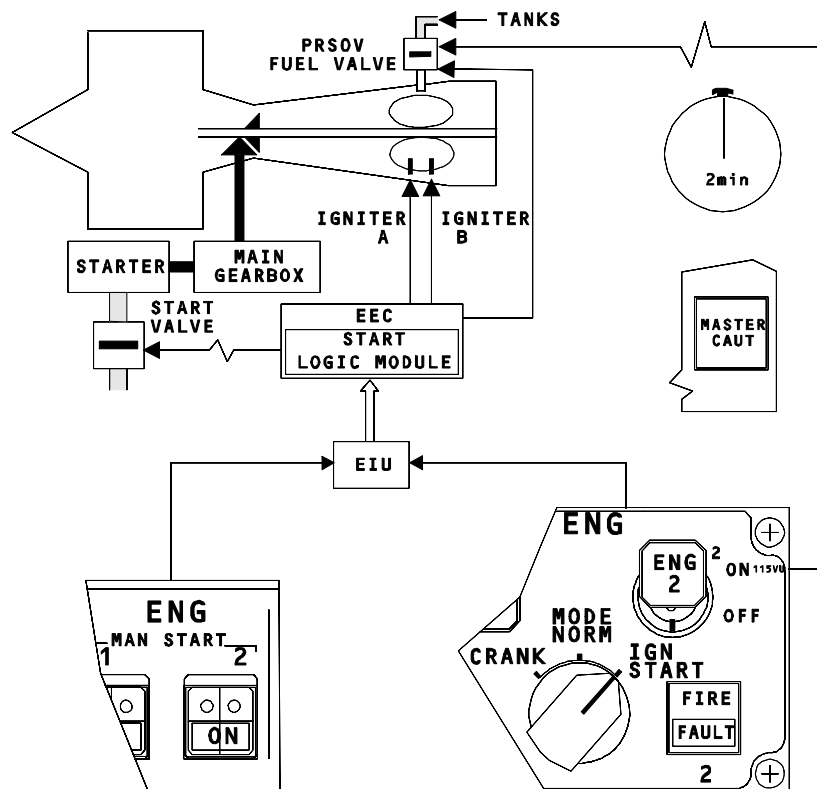 TANKS
PRSOV
FUEL VALVE
2min
IGNITER
A
IGNITER
B
STARTER
MAIN
GEARBOX
START
VALVE
EEC
START
LOGIC MODULE
MASTER
CAUT
EIU
ENG
ENG
2
2
ON 115VU
OFF
MODE
NORM
CRANK
IGN
START
FIRE
FAULT
2
ENG
MAN START
1
2
ON